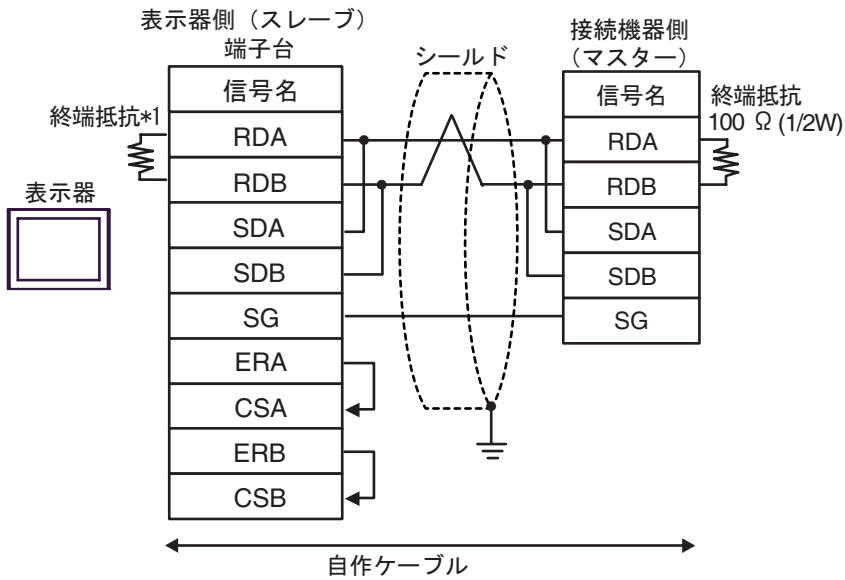 表示器側（スレーブ）
端子台
接続機器側
（マスター）
シールド
信号名
RDA
RDB
SDA
SDB
SG
ERA
CSA
ERB
CSB
終端抵抗*1
表示器
信号名
RDA
RDB
SDA
SDB
SG
終端抵抗
100 Ω (1/2W)
自作ケーブル